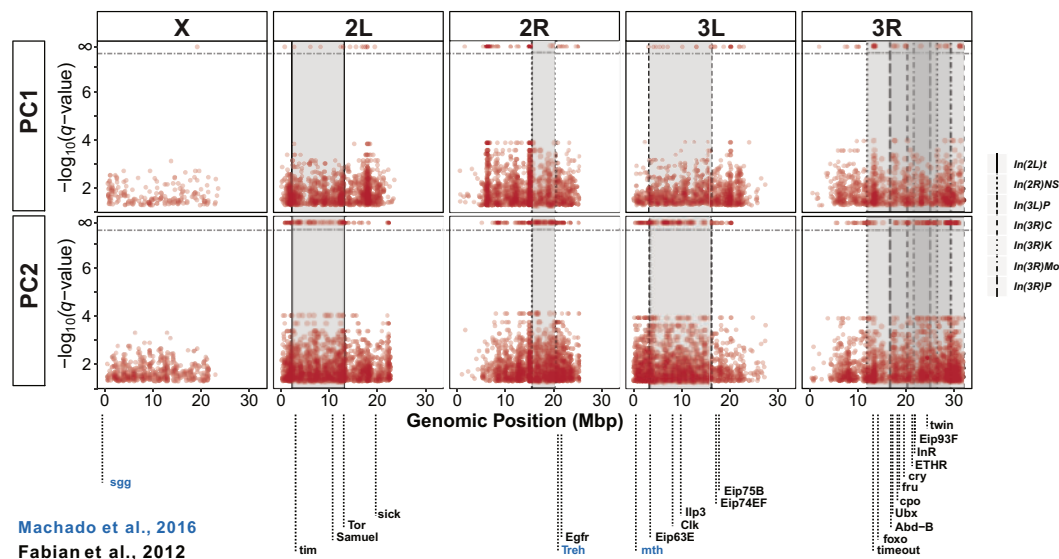 X 2L 2R 3L 3R
PC1
−log10(q−value)
∞
6
4
2
PC2
−log10(q−value)
∞
6
4
2
0 10 20 30 0 10 20 30 0 10 20 30 0 10 20 30 0 10 20 30
Genomic Position (Mbp)
In(2L)t
In(2R)NS
In(3L)P
In(3R)C
In(3R)K
In(3R)Mo
In(3R)P
twin
Eip93F
InR
ETHR
cry
fru
cpo
Ubx
Abd−B
foxo
timeout
sgg
sick
Tor
Samuel
tim
Egfr
Treh
Eip75B
Eip74EF
Ilp3
Clk
Eip63E
mth
Machado et al., 2016
Fabian et al., 2012